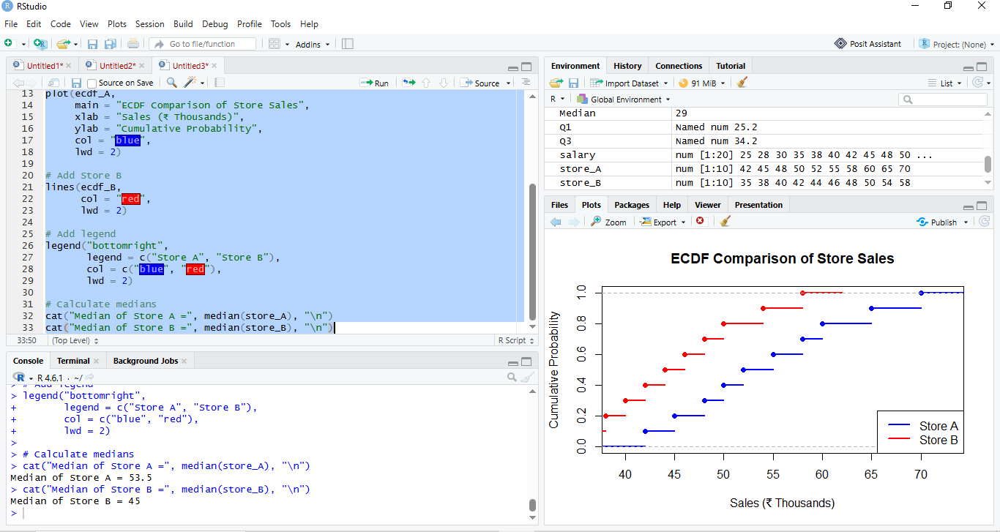 RStudio
File Edit Code View Plots Session Build Debug Profile Tools Help
Go to file/function Addins Posit Assistant Project: (None)
Untitled1* Untitled2* Untitled3*
Source on Save Run Source
13 plot(ecdf_A,
14 main = "ECDF Comparison of Store Sales",
15 xlab = "Sales (₹ Thousands)",
16 ylab = "Cumulative Probability",
17 col = "blue",
18 lwd = 2)
19
20 # Add Store B
21 lines(ecdf_B,
22 col = "red",
23 lwd = 2)
24
25 # Add legend
26 legend("bottomright",
27 legend = c("Store A", "Store B"),
28 col = c("blue", "red"),
29 lwd = 2)
30
31 # Calculate medians
32 cat("Median of Store A =", median(store_A), "\n")
33 cat("Median of Store B =", median(store_B), "\n")
33:50 (Top Level) R Script
Console Terminal Background Jobs
R 4.6.1 · ~/
> # Add legend
> legend("bottomright",
+ legend = c("Store A", "Store B"),
+ col = c("blue", "red"),
+ lwd = 2)
>
> # Calculate medians
> cat("Median of Store A =", median(store_A), "\n")
Median of Store A = 53.5
> cat("Median of Store B =", median(store_B), "\n")
Median of Store B = 45
>
Environment History Connections Tutorial
Import Dataset 91 MiB List
R Global Environment
Median 29
Q1 Named num 25.2
Q3 Named num 34.2
salary num [1:20] 25 28 30 35 38 40 42 45 48 50 ...
store_A num [1:10] 42 45 48 50 52 55 58 60 65 70
store_B num [1:10] 35 38 40 42 44 46 48 50 54 58
Files Plots Packages Help Viewer Presentation
Zoom Export Publish
ECDF Comparison of Store Sales
Cumulative Probability
1.0
0.8
0.6
0.4
0.2
0.0
Store A
Store B
40 45 50 55 60 65 70
Sales (₹ Thousands)